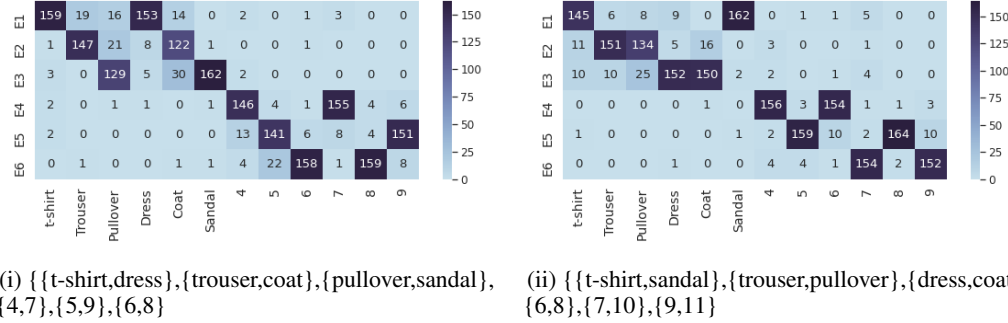 E1 159 19 16 153 14 0 2 0 1 3 0 0
E2 1 147 21 8 122 1 0 0 0 1 0 0
E3 3 0 129 5 30 162 2 0 0 0 0 0
E4 2 0 1 1 0 0 146 4 1 155 4 6
E5 2 0 0 0 0 0 13 141 6 8 4 151
E6 0 1 0 0 1 1 4 22 158 1 159 8
t-shirt Trouser Pullover Dress Coat Sandal 4 5 6 7 8 9
150
125
100
75
50
25
0
E1 145 6 8 9 0 162 0 1 1 5 0 0
E2 11 151 134 5 16 0 3 0 0 1 0 0
E3 10 10 25 152 150 2 2 0 1 4 0 0
E4 0 0 0 0 1 0 156 3 154 1 1 3
E5 1 0 0 0 0 1 2 159 10 2 164 10
E6 0 0 0 1 0 0 4 4 1 154 2 152
t-shirt Trouser Pullover Dress Coat Sandal 4 5 6 7 8 9
150
125
100
75
50
25
0
(i) {{t-shirt,dress},{trouser,coat},{pullover,sandal},
{4,7},{5,9},{6,8}
(ii) {{t-shirt,sandal},{trouser,pullover},{dress,coat
{6,8},{7,10},{9,11}